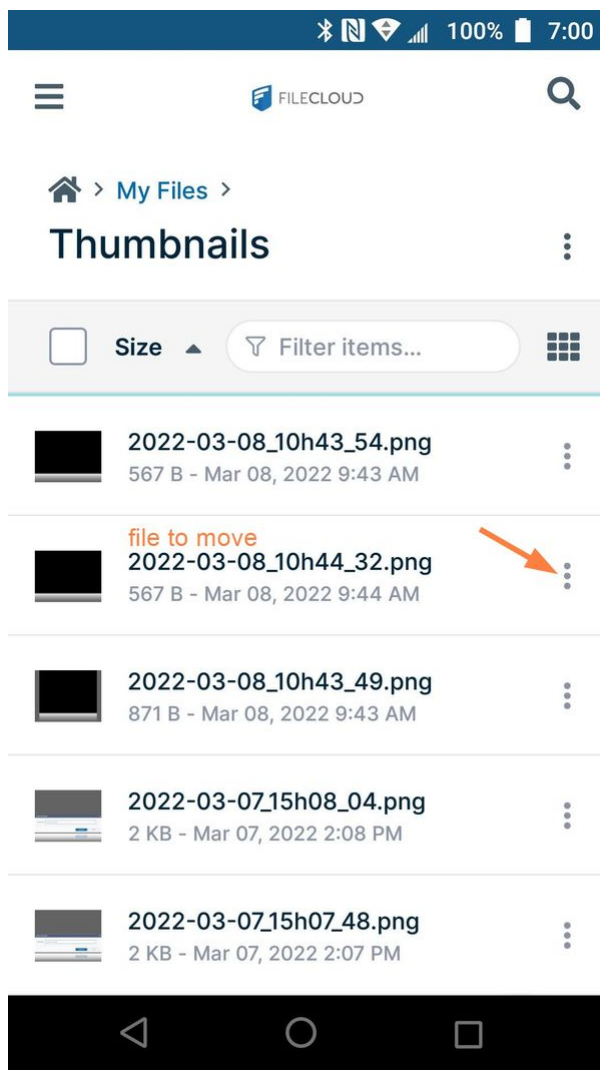 100% 7:00
FILECLOUD
> My Files >
Thumbnails
Size Filter items...
2022-03-08_10h43_54.png
567 B - Mar 08, 2022 9:43 AM
file to move
2022-03-08_10h44_32.png
567 B - Mar 08, 2022 9:44 AM
2022-03-08_10h43_49.png
871 B - Mar 08, 2022 9:43 AM
2022-03-07_15h08_04.png
2 KB - Mar 07, 2022 2:08 PM
2022-03-07_15h07_48.png
2 KB - Mar 07, 2022 2:07 PM